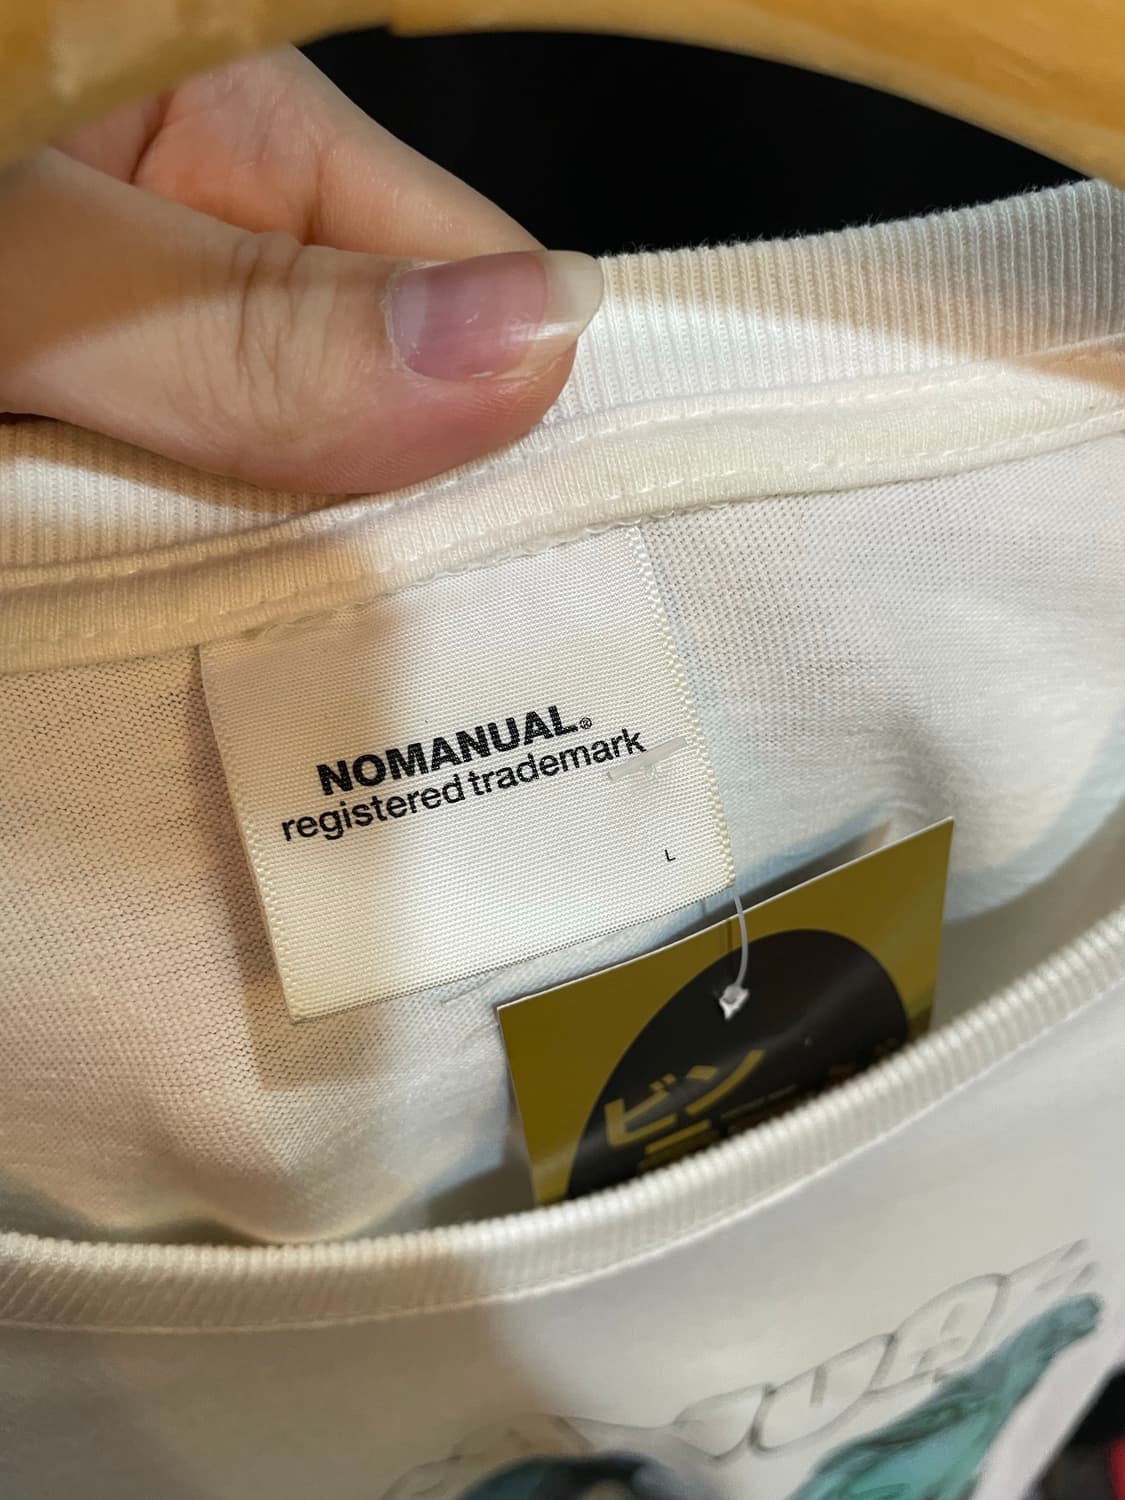 NOMANUAL®
registered trademark
L
ビン